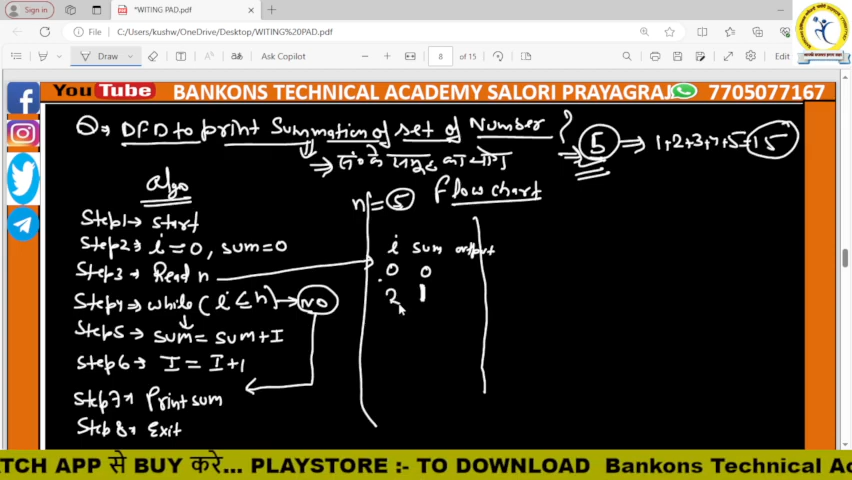 Sign in
*WITING PAD.pdf
File C:/Users/kushw/OneDrive/Desktop/WITING%20PAD.pdf
Draw Ask Copilot 8 of 15 Edit
YouTube BANKONS TECHNICAL ACADEMY SALORI PRAYAGRAJ 7705077167
Q⇒ DFD to print Summation of set of Number ? ⇒ 5 → 1+2+3+4+5=15
⇒ सं० के समूह का योग
Algo
n = 5 Flow chart
Step1→ start
Step2→ i = 0, sum=0
i sum output
Step3→ Read n
0 0
Step4→ while (i ≤ n) → NO
2 1
Step5→ sum = sum+I
Step6→ I = I+1
Step7→ Print sum
Step8→ Exit
ATCH APP से BUY करे... PLAYSTORE :- TO DOWNLOAD Bankons Technical Ac